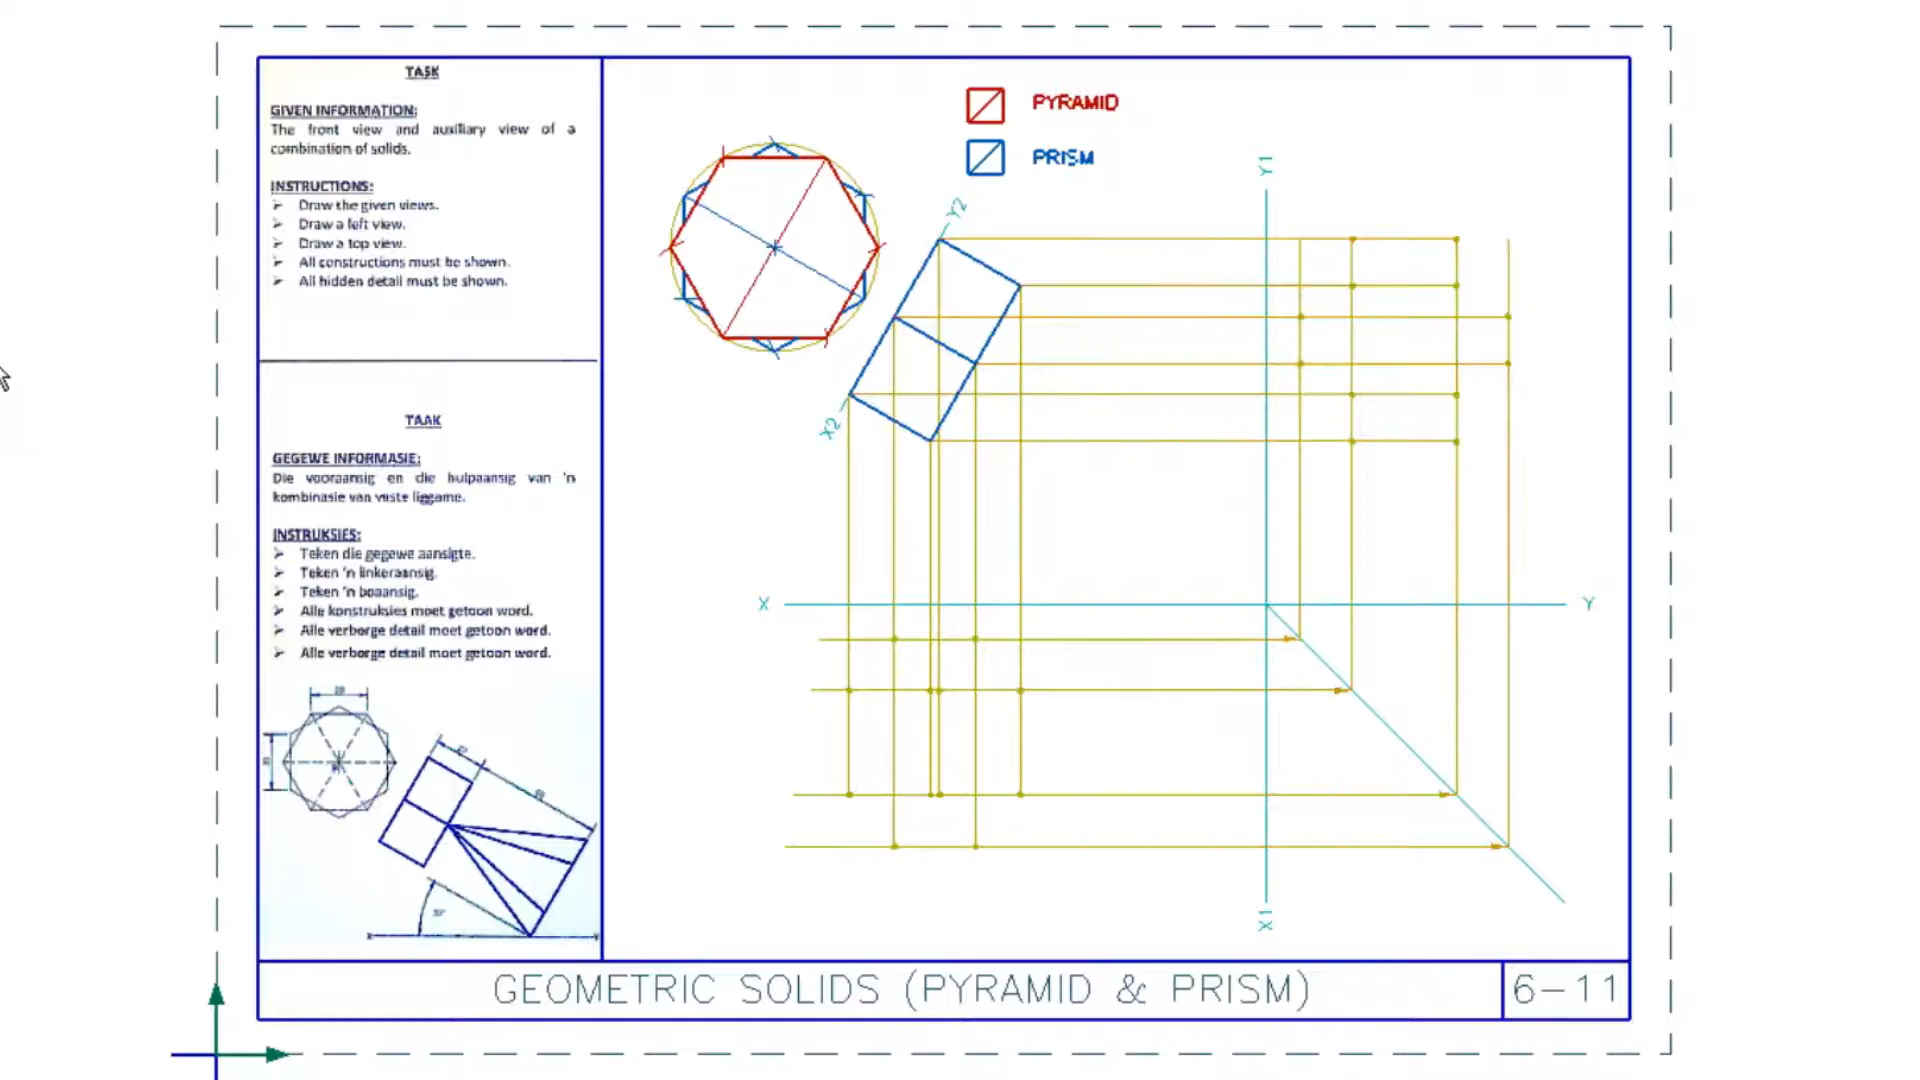 TASK
GIVEN INFORMATION:
The front view and auxiliary view of a
combination of solids.
INSTRUCTIONS:
Draw the given views.
Draw a left view.
Draw a top view.
All constructions must be shown.
All hidden detail must be shown.
TAAK
GEGEWE INFORMASIE:
Die vooraansig en die hulpaansig van 'n
kombinasie van vaste liggame.
INSTRUKSIES:
Teken die gegewe aansigte.
Teken 'n linkeraansig.
Teken 'n boaansig.
Alle konstruksies moet getoon word.
Alle verborge detail moet getoon word.
Alle verborge detail moet getoon word.
PYRAMID
PRISM
Y1
Y2
X2
X
Y
X1
GEOMETRIC SOLIDS (PYRAMID & PRISM)
6-11